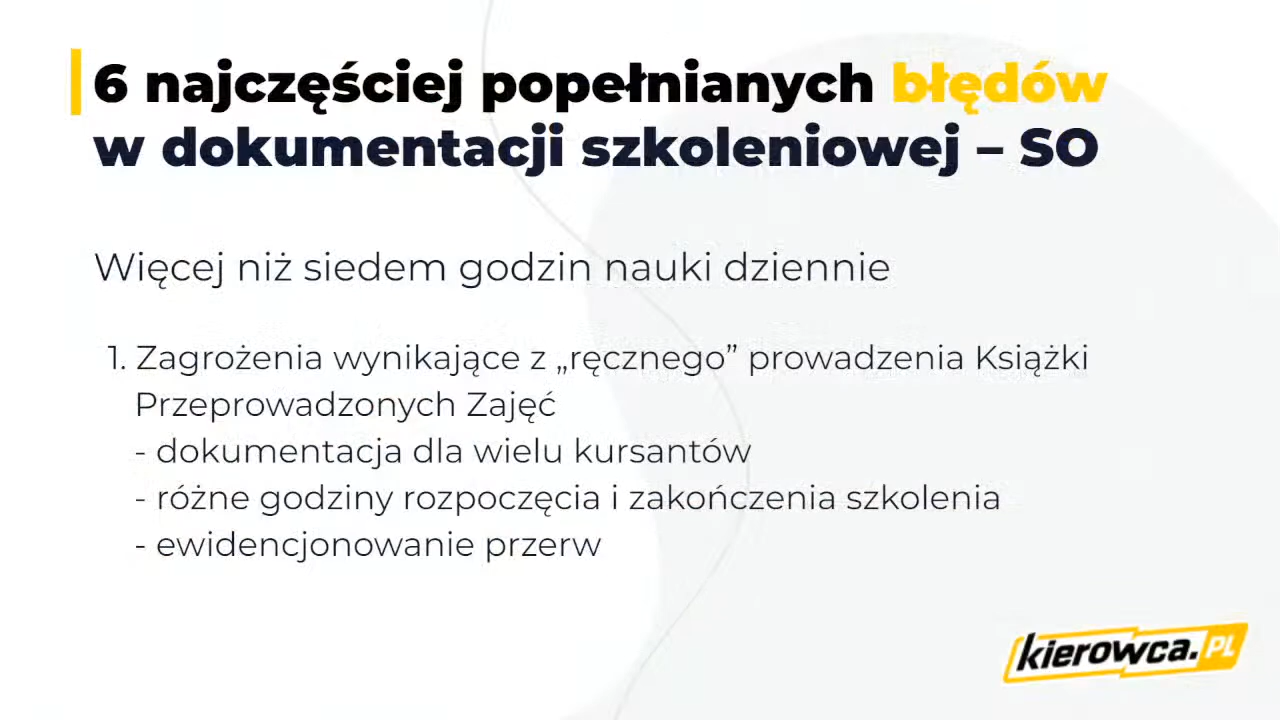 6 najczęściej popełnianych błędów
w dokumentacji szkoleniowej – SO
Więcej niż siedem godzin nauki dziennie
1. Zagrożenia wynikające z „ręcznego” prowadzenia Książki
Przeprowadzonych Zajęć
- dokumentacja dla wielu kursantów
- różne godziny rozpoczęcia i zakończenia szkolenia
- ewidencjonowanie przerw
kierowca.PL